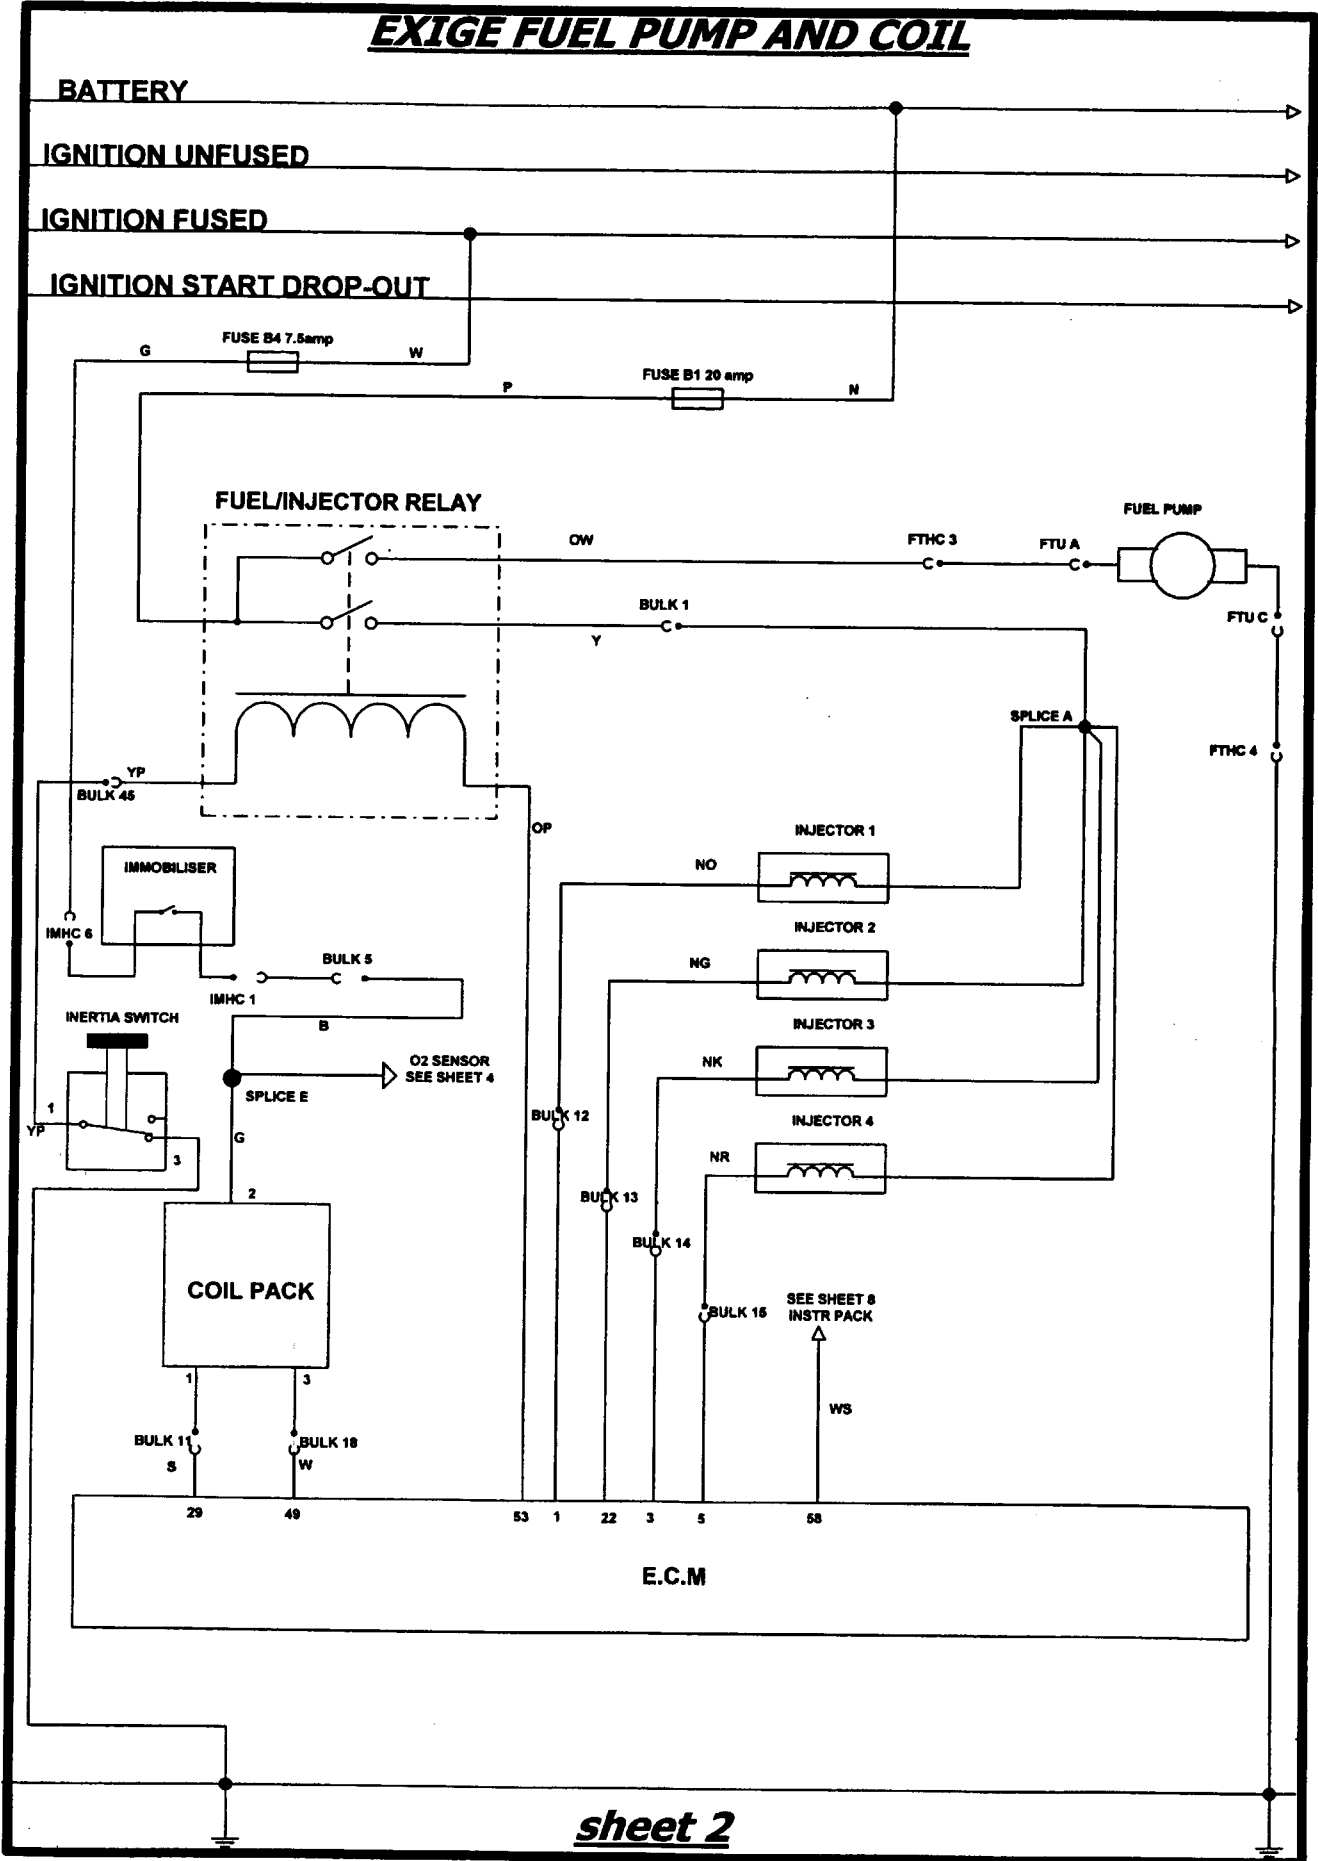 EXIGE FUEL PUMP AND COIL
BATTERY
IGNITION UNFUSED
IGNITION FUSED
IGNITION START DROP-OUT
FUSE B4 7.5amp
G
W
FUSE B1 20 amp
P
N
FUEL/INJECTOR RELAY
FUEL PUMP
OW
FTHC 3
FTU A
BULK 1
Y
FTU C
SPLICE A
FTHC 4
YP
BULK 45
OP
INJECTOR 1
IMMOBILISER
NO
IMHC 6
INJECTOR 2
BULK 5
NG
IMHC 1
INERTIA SWITCH
B
INJECTOR 3
O2 SENSOR
SEE SHEET 4
NK
SPLICE E
1
YP
BULK 12
INJECTOR 4
G
3
NR
2
BULK 13
BULK 14
COIL PACK
SEE SHEET 8
INSTR PACK
BULK 15
1
3
WS
BULK 11
BULK 18
S
W
29
49
53
1
22
3
5
58
E.C.M
sheet 2